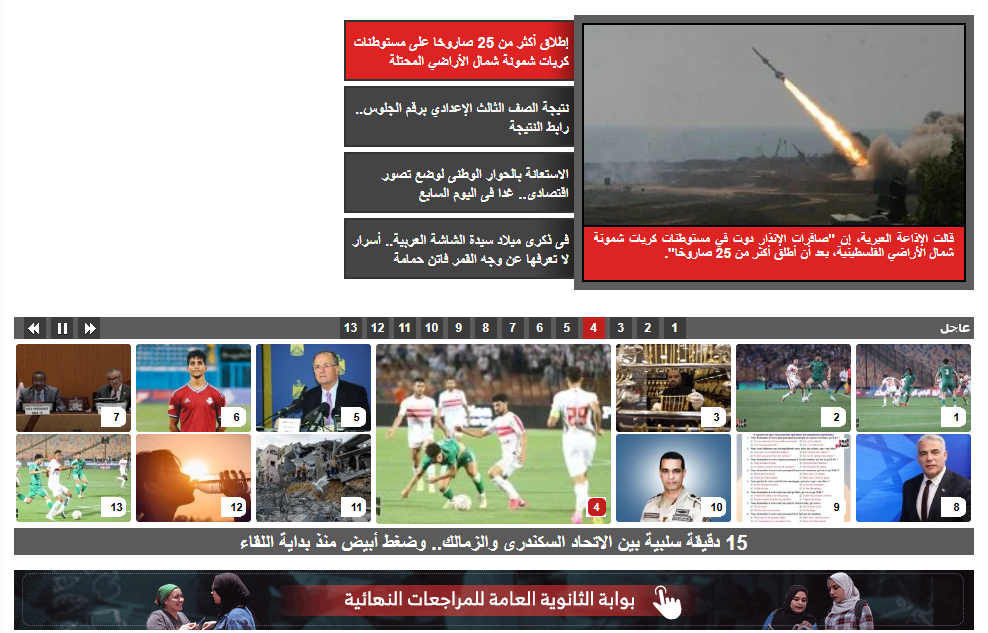 إطلاق أكثر من 25 صاروخا على مستوطنات
كريات شمونة شمال الأراضي المحتلة
نتيجة الصف الثالث الإعدادي برقم الجلوس..
رابط النتيجة
الاستعانة بالحوار الوطنى لوضع تصور
اقتصادى.. غدا فى اليوم السابع
فى ذكرى ميلاد سيدة الشاشة العربية.. أسرار
لا تعرفها عن وجه القمر فاتن حمامة
قالت الإذاعة العبرية، إن "صافرات الإنذار دوت في مستوطنات كريات شمونة
شمال الأراضي الفلسطينية، بعد أن أطلق أكثر من 25 صاروخًا".
عاجل
1 2 3 4 5 6 7 8 9 10 11 12 13
1 2 3 4 5 6 7
8 9 10 11 12 13
15 دقيقة سلبية بين الاتحاد السكندرى والزمالك.. وضغط أبيض منذ بداية اللقاء
بوابة الثانوية العامة للمراجعات النهائية